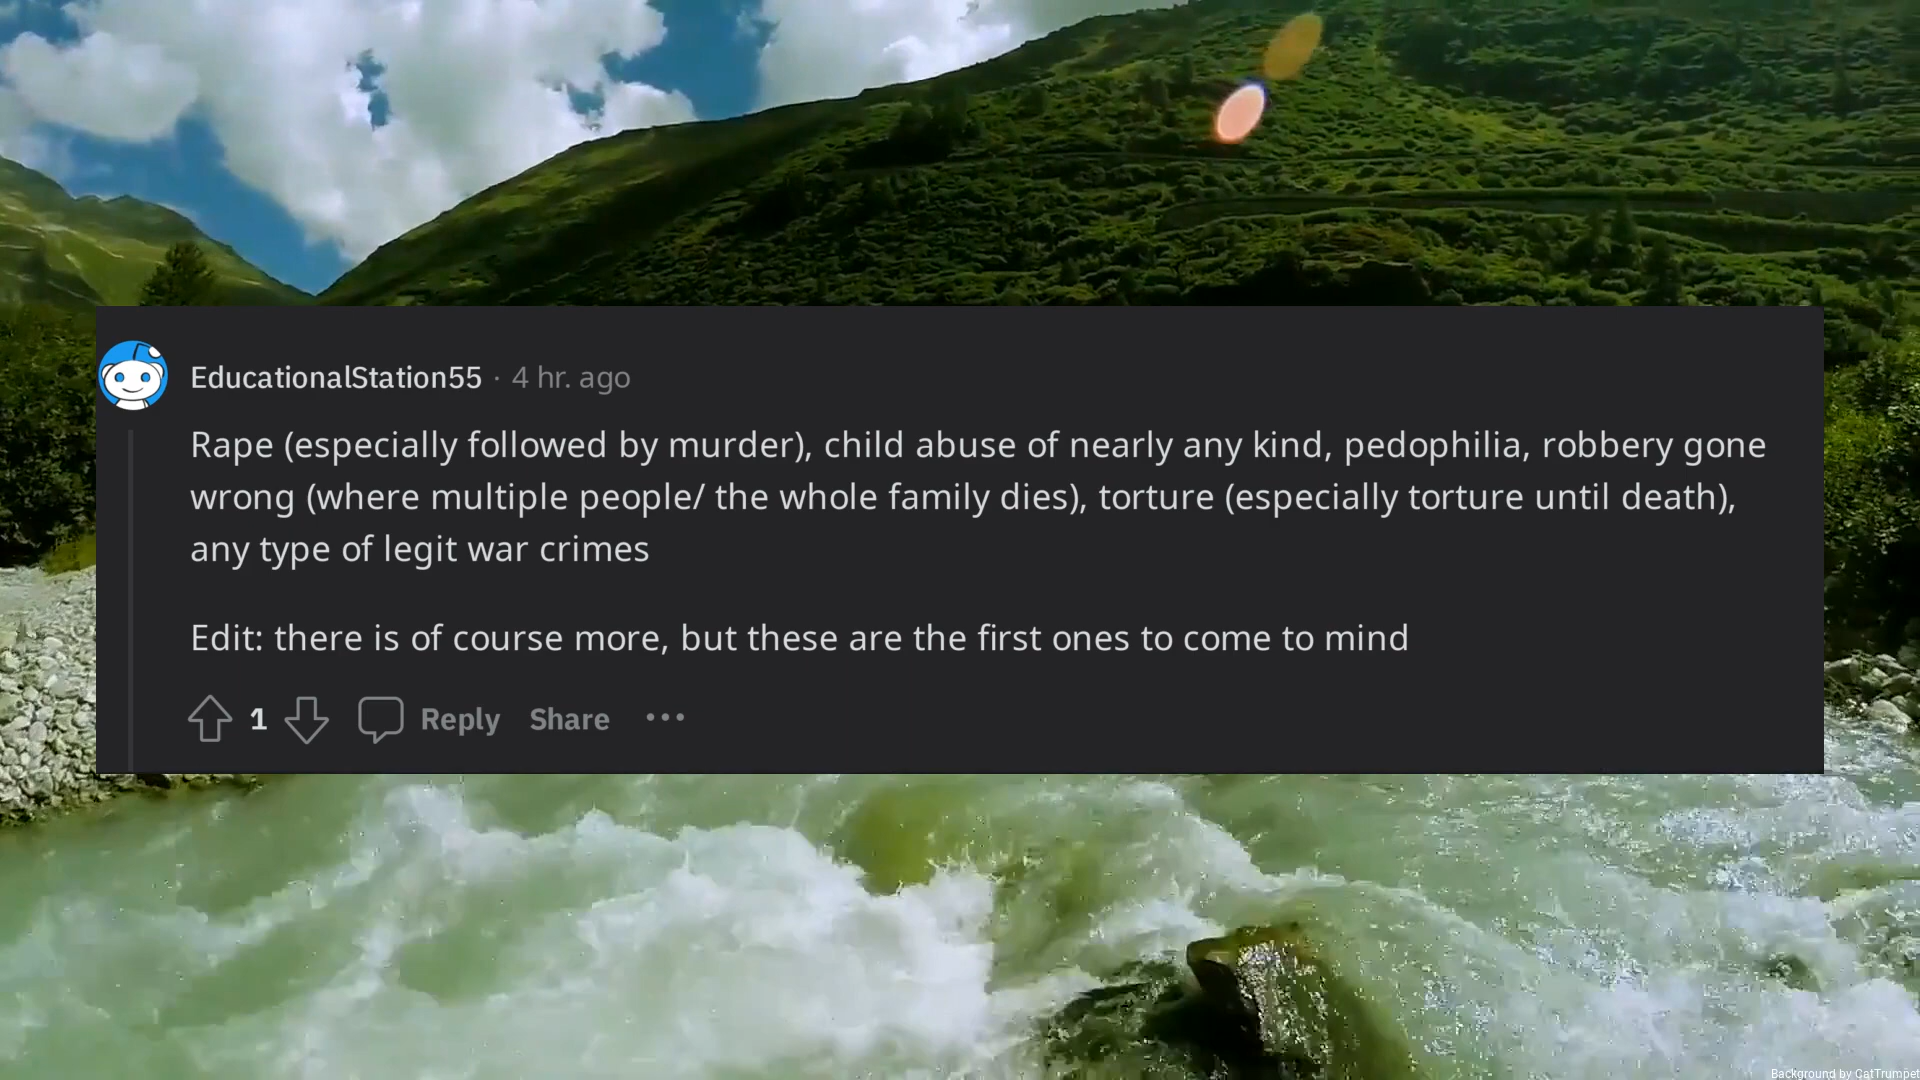 EducationalStation55 · 4 hr. ago
Rape (especially followed by murder), child abuse of nearly any kind, pedophilia, robbery gone
wrong (where multiple people/ the whole family dies), torture (especially torture until death),
any type of legit war crimes
Edit: there is of course more, but these are the first ones to come to mind
1 Reply Share ···
Background by CatTrumpet